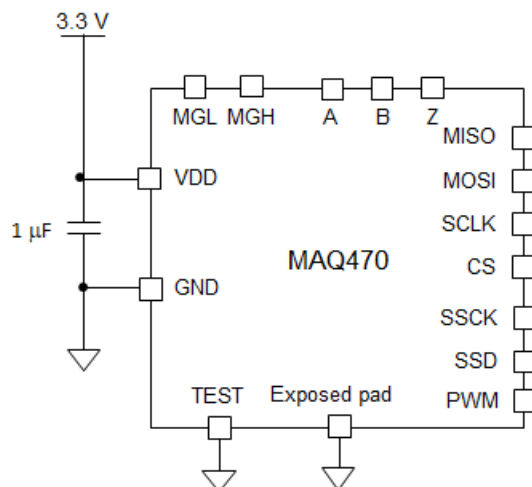 3.3 V
MGL MGH A B Z
MISO
VDD
MOSI
SCLK
1 μF
MAQ470
CS
GND
SSCK
SSD
TEST Exposed pad
PWM